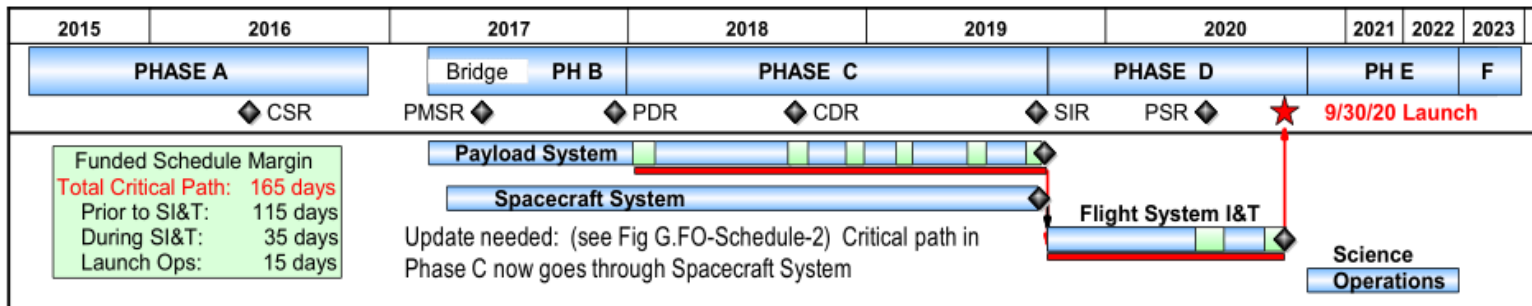 2015 2016 2017 2018 2019 2020 2021 2022 2023
PHASE A Bridge PH B PHASE C PHASE D PH E F
CSR PMSR PDR CDR SIR PSR 9/30/20 Launch
Funded Schedule Margin
Total Critical Path: 165 days
Prior to SI&T: 115 days
During SI&T: 35 days
Launch Ops: 15 days
Payload System
Spacecraft System
Flight System I&T
Update needed: (see Fig G.FO-Schedule-2) Critical path in
Phase C now goes through Spacecraft System
Science
Operations